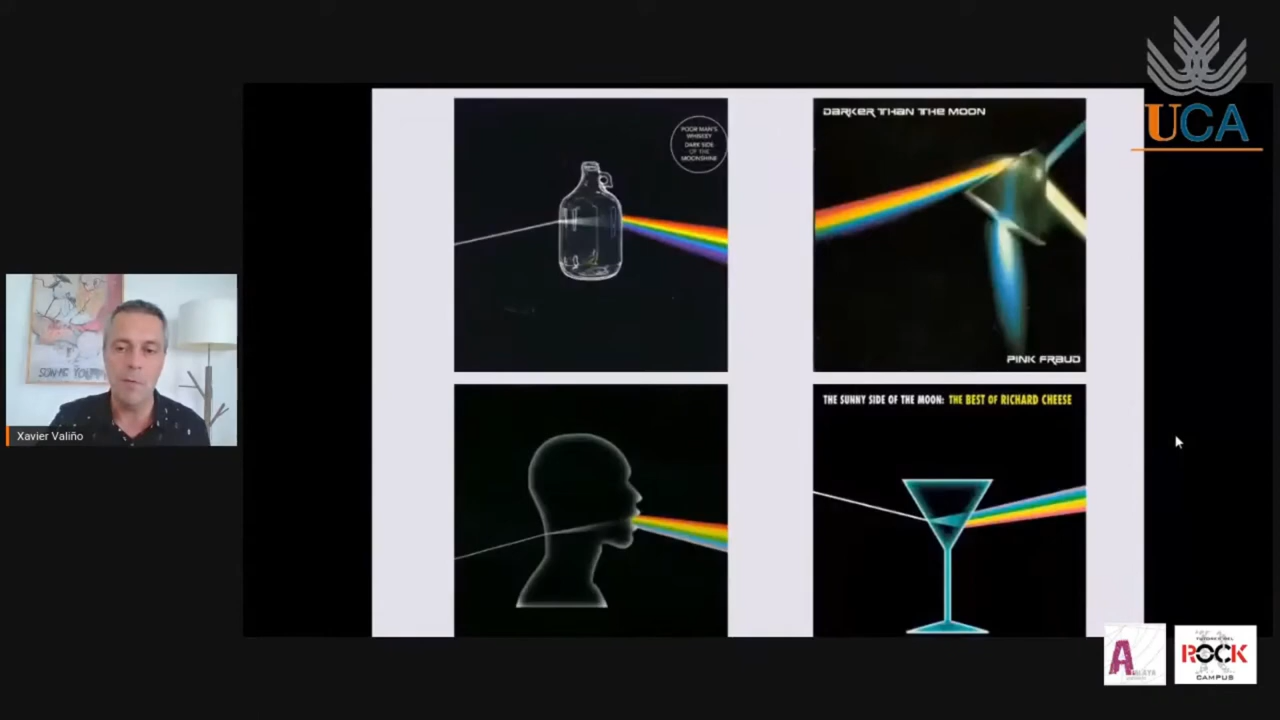 UCA
POOR MAN'S
WHISKEY
DARK SIDE
OF THE
MOONSHINE
DARKER THAN THE MOON
PINK FRAUD
Xavier Valiño
THE SUNNY SIDE OF THE MOON: THE BEST OF RICHARD CHEESE
A
ROCK
CAMPUS